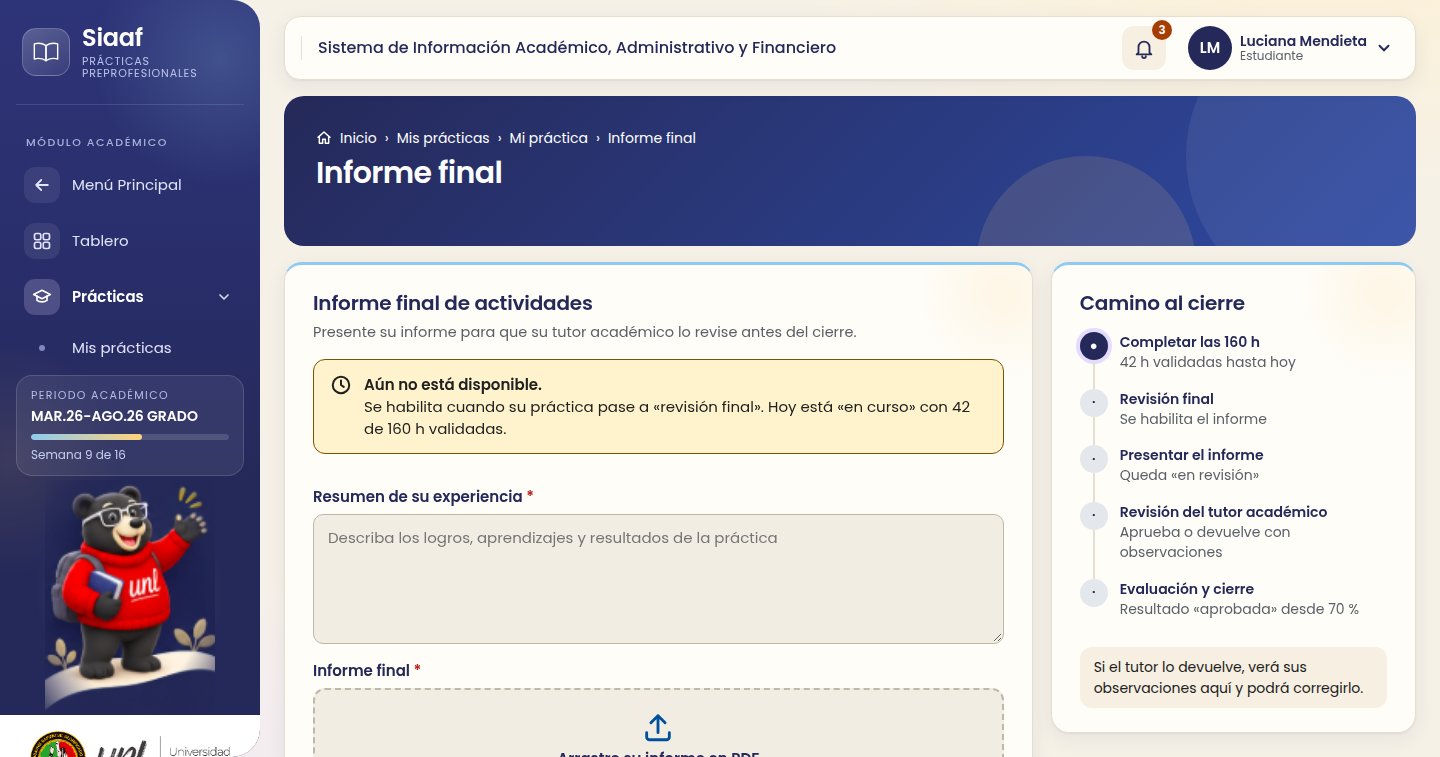 Siaaf
PRÁCTICAS
PREPROFESIONALES
MÓDULO ACADÉMICO
Menú Principal
Tablero
Prácticas
Mis prácticas
PERIODO ACADÉMICO
MAR.26-AGO.26 GRADO
Semana 9 de 16
unl
unl
Universidad
Sistema de Información Académico, Administrativo y Financiero
3
LM
Luciana Mendieta
Estudiante
Inicio › Mis prácticas › Mi práctica › Informe final
Informe final
Informe final de actividades
Presente su informe para que su tutor académico lo revise antes del cierre.
Aún no está disponible.
Se habilita cuando su práctica pase a «revisión final». Hoy está «en curso» con 42
de 160 h validadas.
Resumen de su experiencia *
Describa los logros, aprendizajes y resultados de la práctica
Informe final *
Arrastre su informe en PDF
Camino al cierre
Completar las 160 h
42 h validadas hasta hoy
Revisión final
Se habilita el informe
Presentar el informe
Queda «en revisión»
Revisión del tutor académico
Aprueba o devuelve con
observaciones
Evaluación y cierre
Resultado «aprobada» desde 70 %
Si el tutor lo devuelve, verá sus
observaciones aquí y podrá corregirlo.